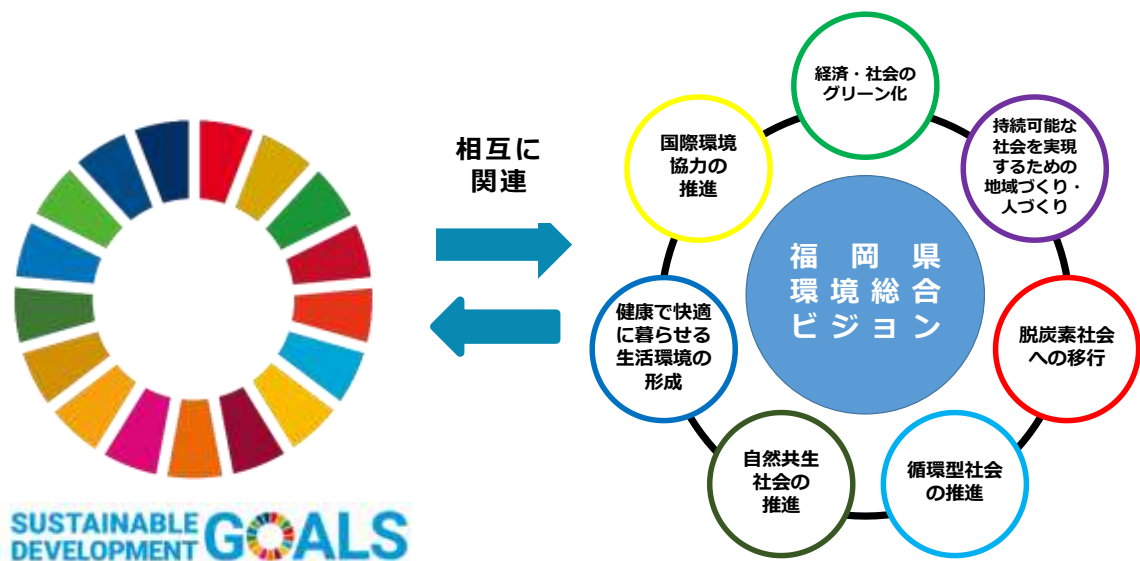 相互に
関連
SUSTAINABLE
DEVELOPMENT
GOALS
福岡県
環境総合
ビジョン
経済・社会の
グリーン化
持続可能な
社会を実現
するための
地域づくり・
人づくり
脱炭素社会
への移行
循環型社会
の推進
自然共生
社会の
推進
健康で快適
に暮らせる
生活環境の
形成
国際環境
協力の
推進